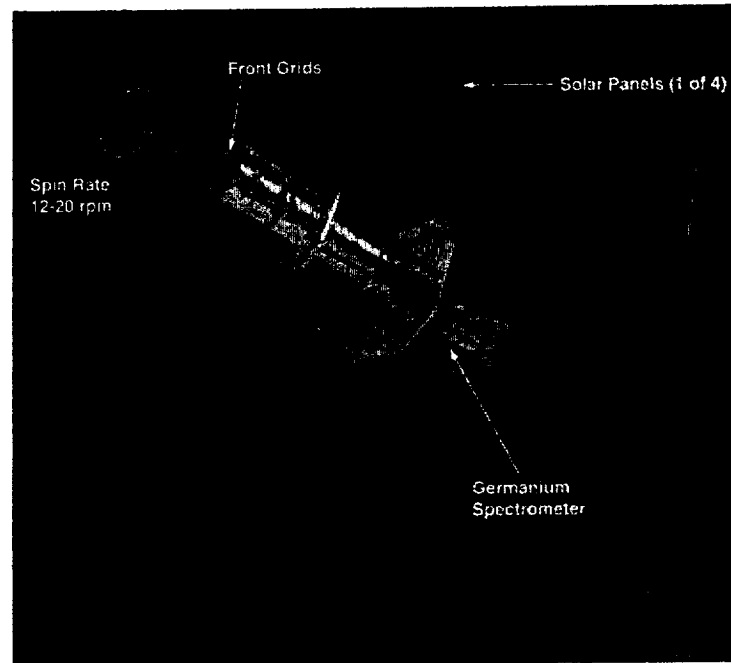 Front Grids
Solar Panels (1 of 4)
Spin Rate
12-20 rpm
Germanium
Spectrometer